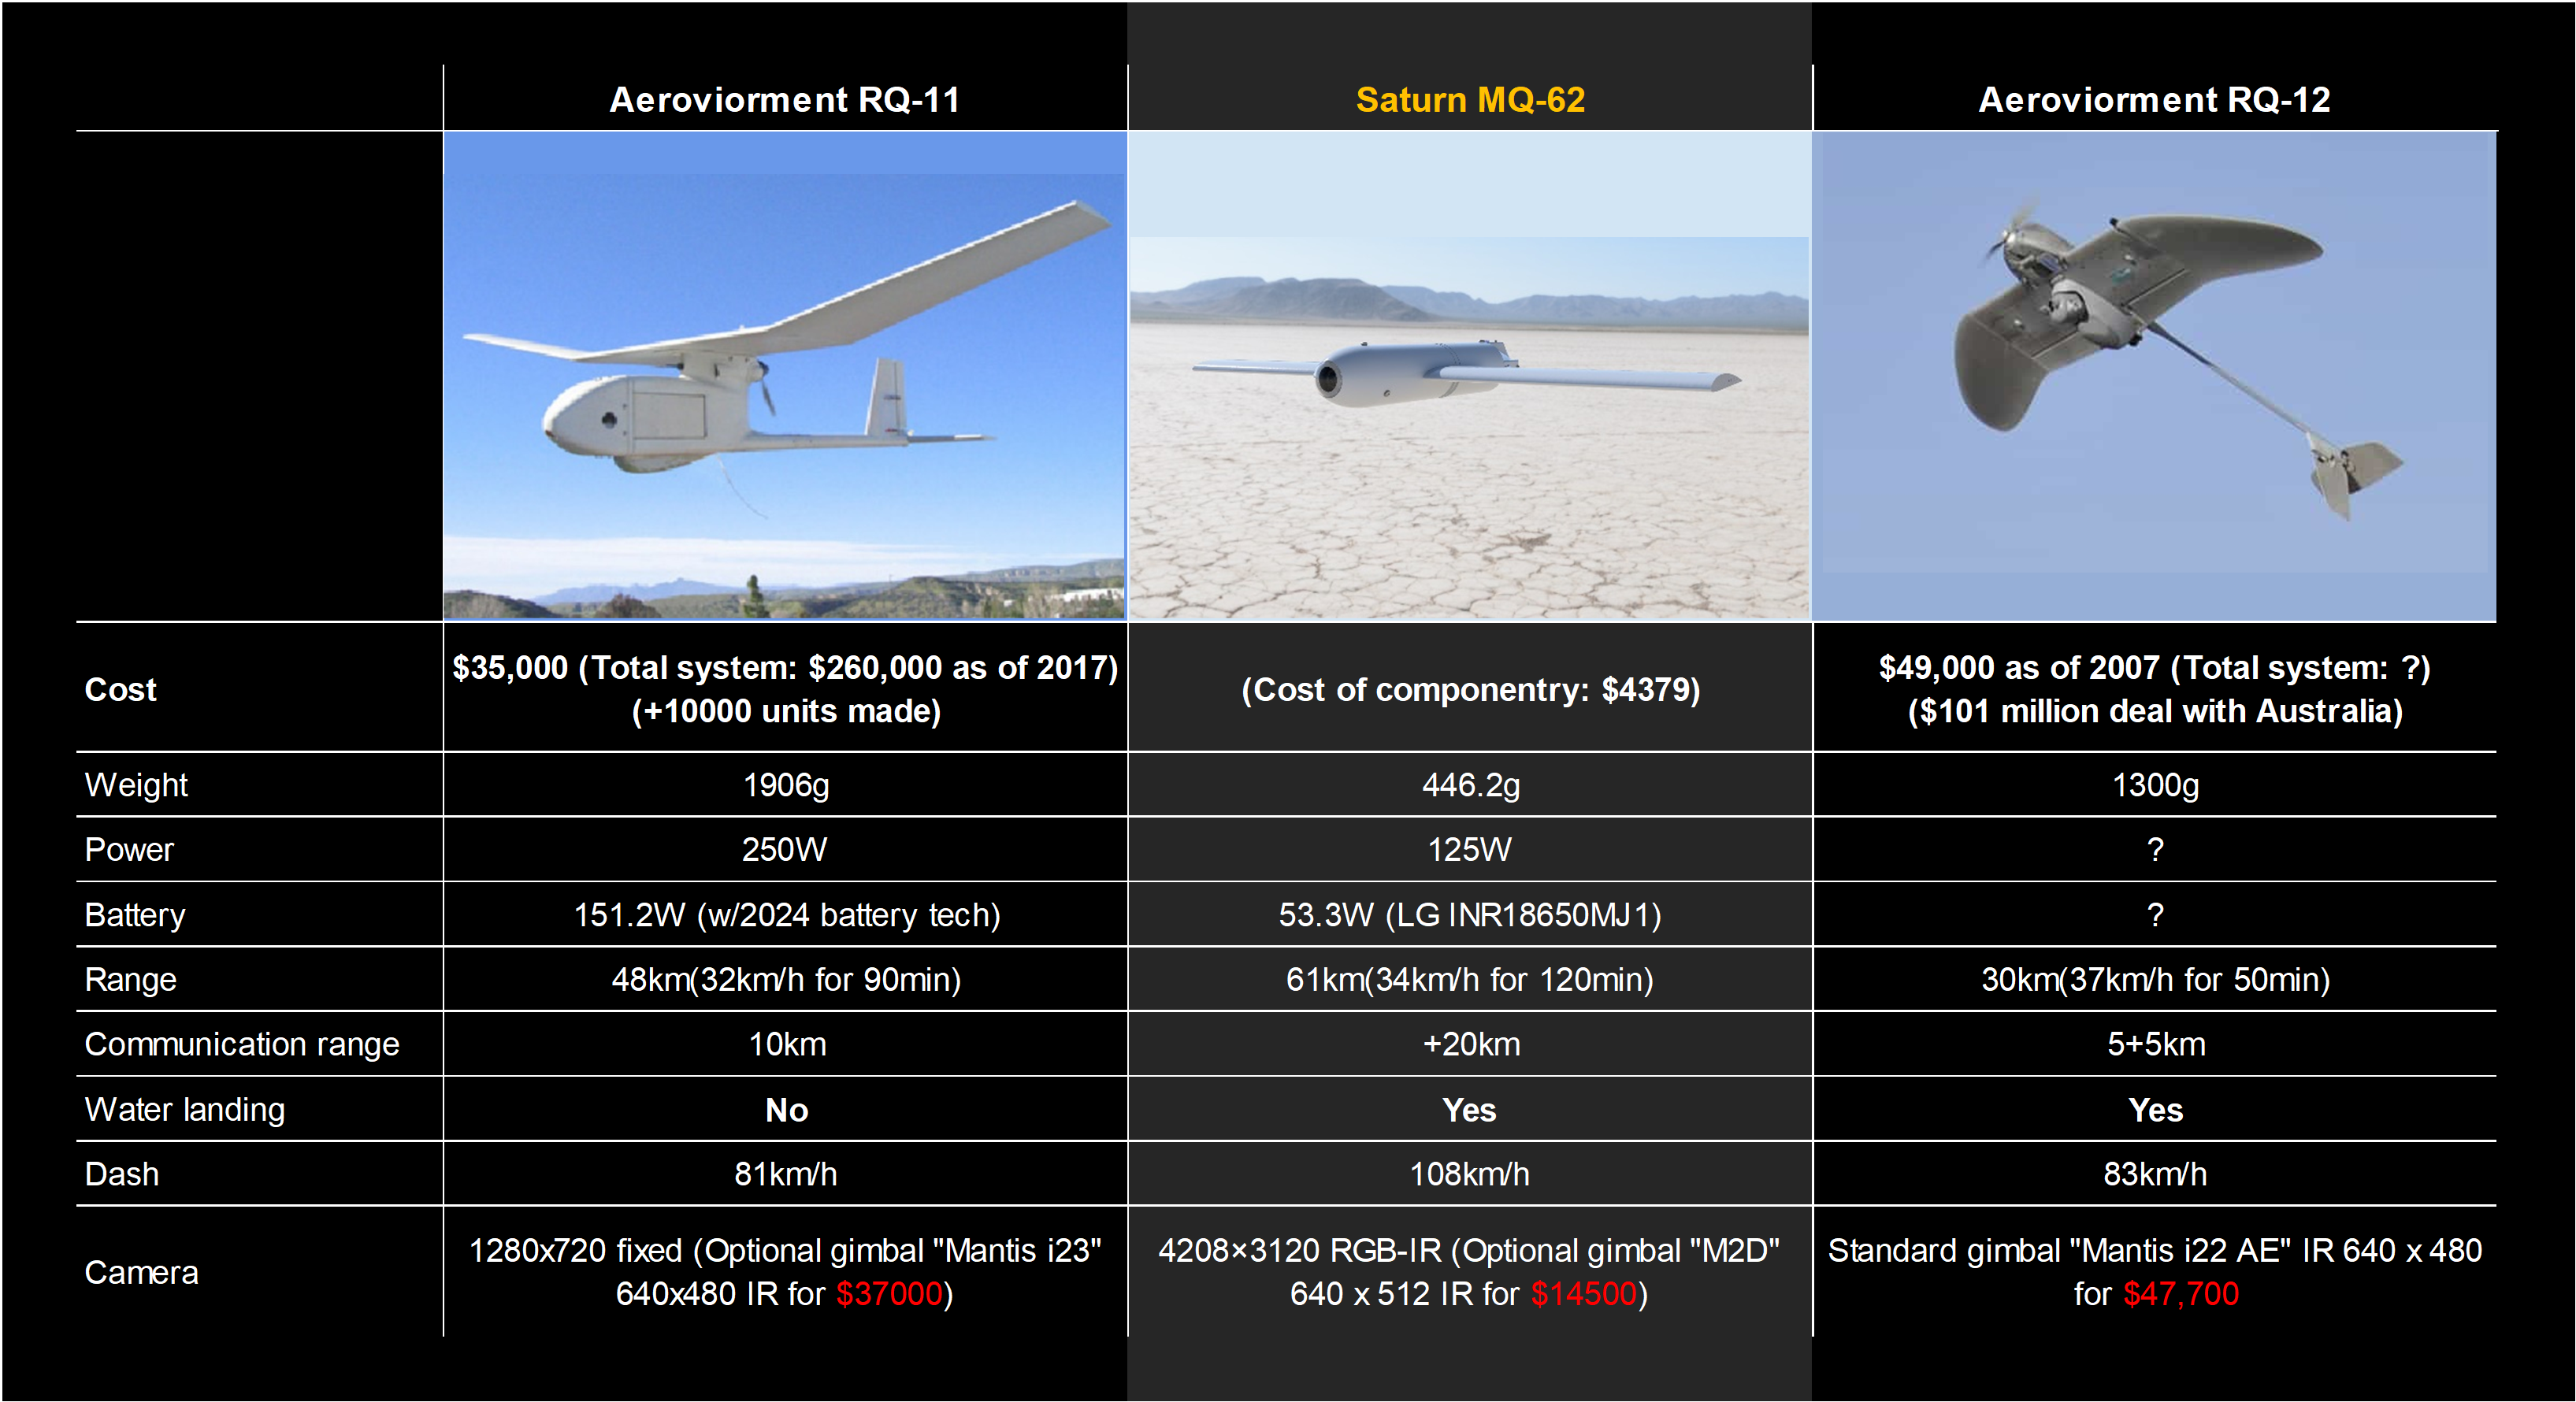 Aeroviorment RQ-11
Saturn MQ-62
Aeroviorment RQ-12
Cost
$35,000 (Total system: $260,000 as of 2017)
(+10000 units made)
(Cost of componentry: $4379)
$49,000 as of 2007 (Total system: ?)
($101 million deal with Australia)
Weight
1906g
446.2g
1300g
Power
250W
125W
?
Battery
151.2W (w/2024 battery tech)
53.3W (LG INR18650MJ1)
?
Range
48km(32km/h for 90min)
61km(34km/h for 120min)
30km(37km/h for 50min)
Communication range
10km
+20km
5+5km
Water landing
No
Yes
Yes
Dash
81km/h
108km/h
83km/h
Camera
1280x720 fixed (Optional gimbal "Mantis i23"
640x480 IR for $37000)
4208×3120 RGB-IR (Optional gimbal "M2D"
640 x 512 IR for $14500)
Standard gimbal "Mantis i22 AE" IR 640 x 480
for $47,700